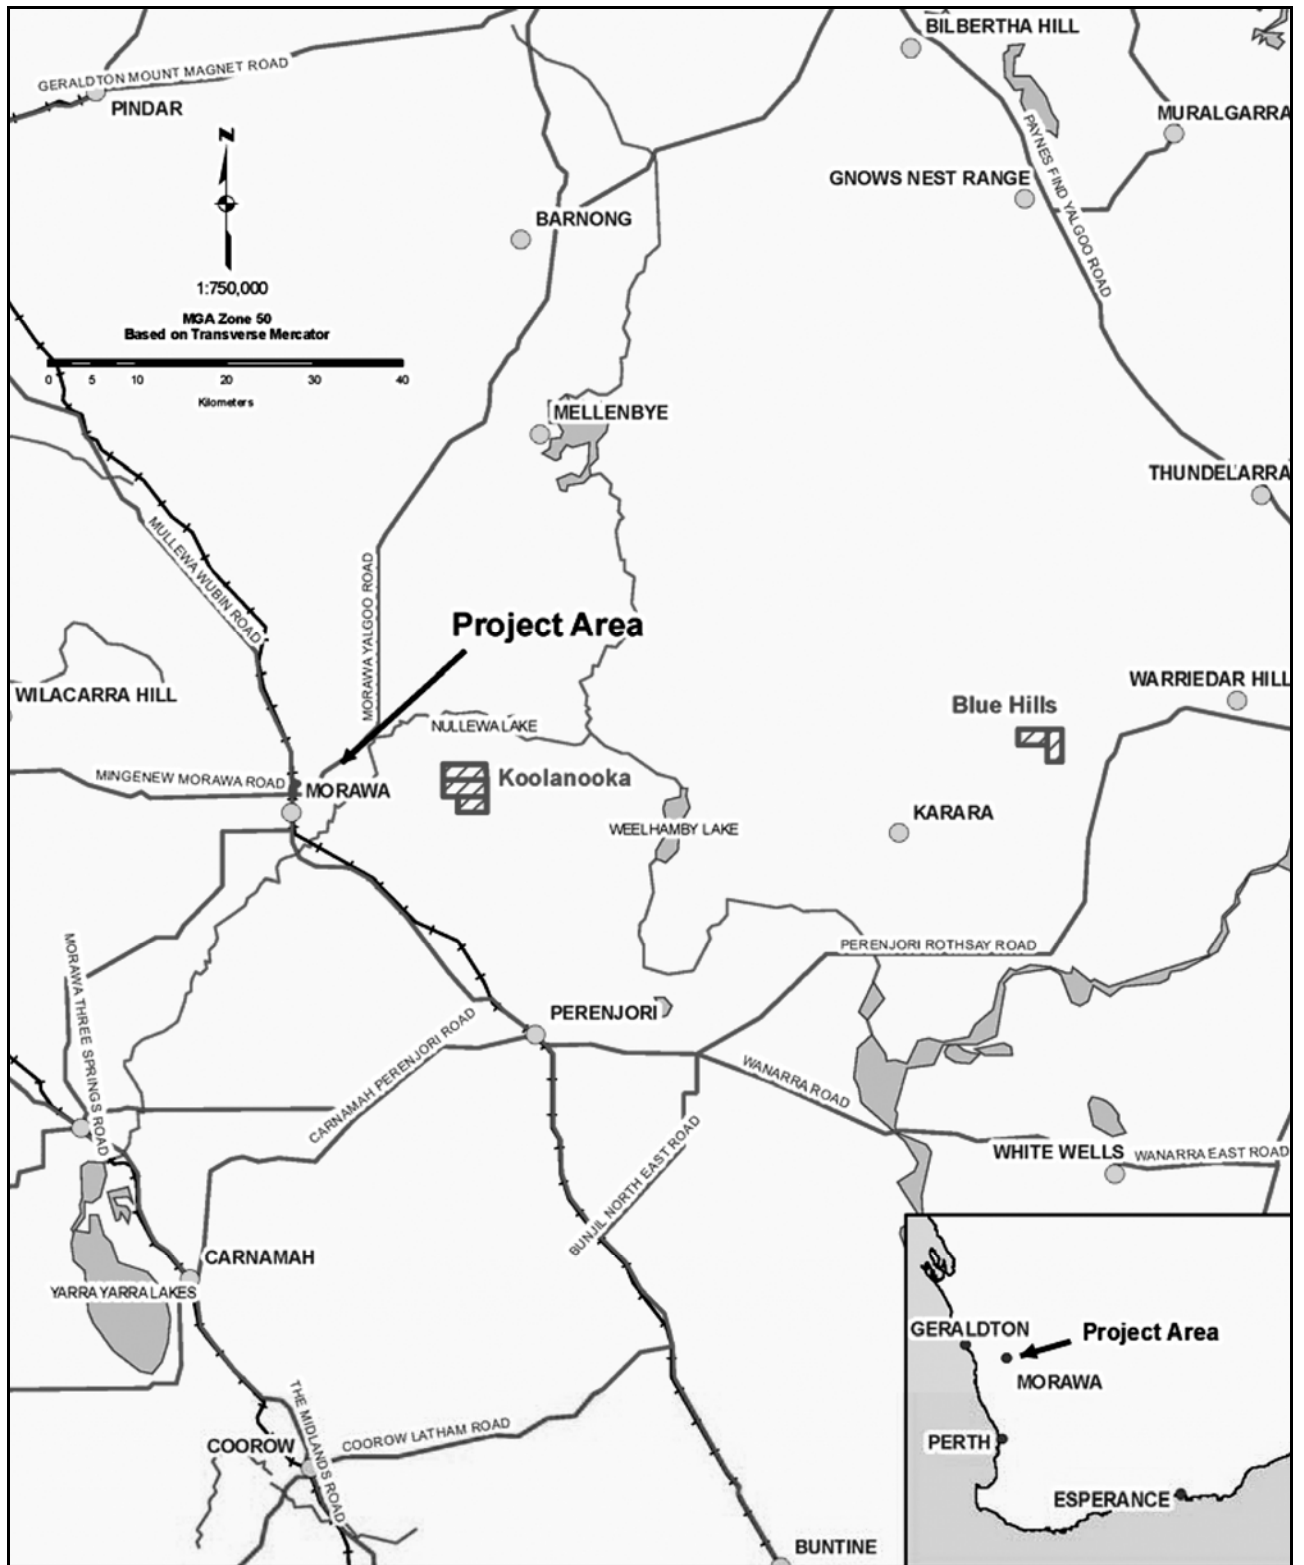 BILBERTHA HILL
GERALDTON MOUNT MAGNET ROAD
PINDAR
MURALGARRA
PAYNES FIND YALGOO ROAD
N
GNOWS NEST RANGE
BARNONG
1:750,000
MGA Zone 50
Based on Transverse Mercator
0 5 10 20 30 40
Kilometers
MELLENBYE
THUNDELARRA
MULLEWA WUBIN ROAD
MORAWA YALGOO ROAD
Project Area
WILACARRA HILL
WARRIEDAR HILL
Blue Hills
NULLEWA LAKE
MINGENEW MORAWA ROAD
Koolanooka
MORAWA
KARARA
WEELHAMBY LAKE
MORAWA THREE SPRINGS ROAD
PERENJORI ROTHSAY ROAD
PERENJORI
CARNAMAH PERENJORI ROAD
WANARRA ROAD
BUNJIL NORTH EAST ROAD
WHITE WELLS
WANARRA EAST ROAD
CARNAMAH
YARRA YARRA LAKES
GERALDTON
Project Area
MORAWA
THE MIDLANDS ROAD
COOROW LATHAM ROAD
COOROW
PERTH
ESPERANCE
BUNTINE